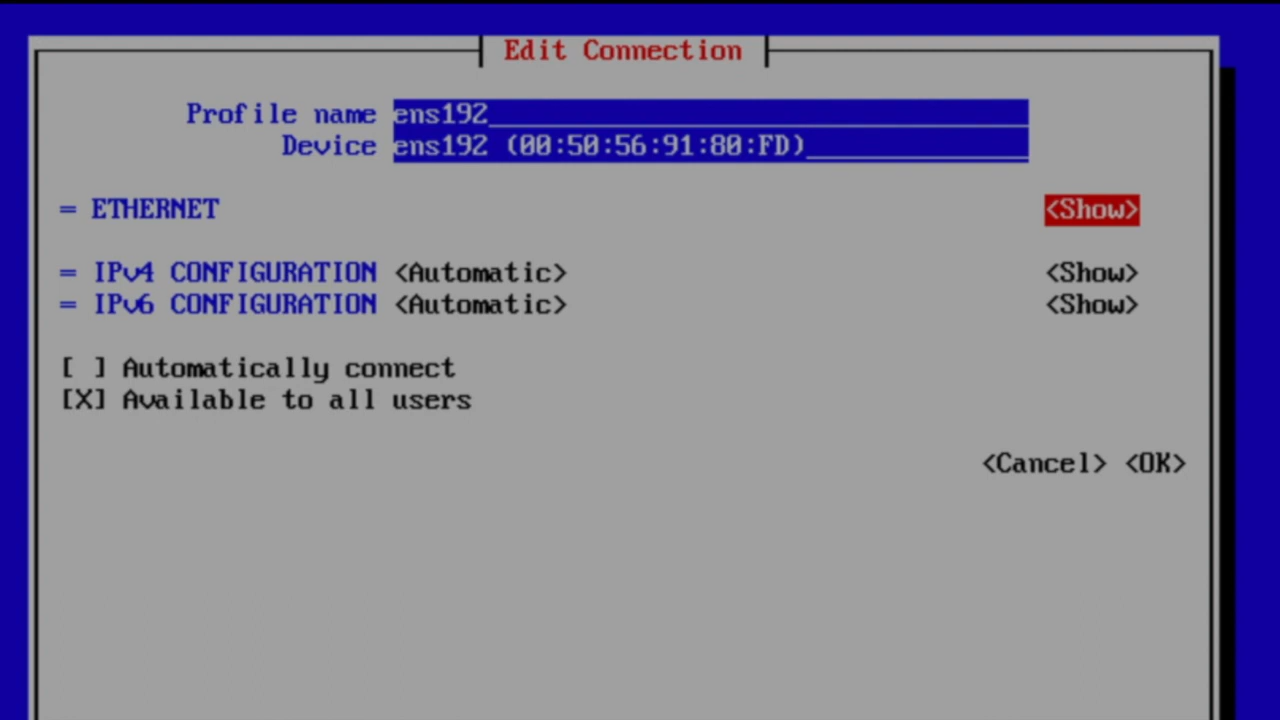 Edit Connection
Profile name ens192
Device ens192 (00:50:56:91:80:FD)
= ETHERNET <Show>
= IPv4 CONFIGURATION <Automatic> <Show>
= IPv6 CONFIGURATION <Automatic> <Show>
[ ] Automatically connect
[X] Available to all users
<Cancel> <OK>